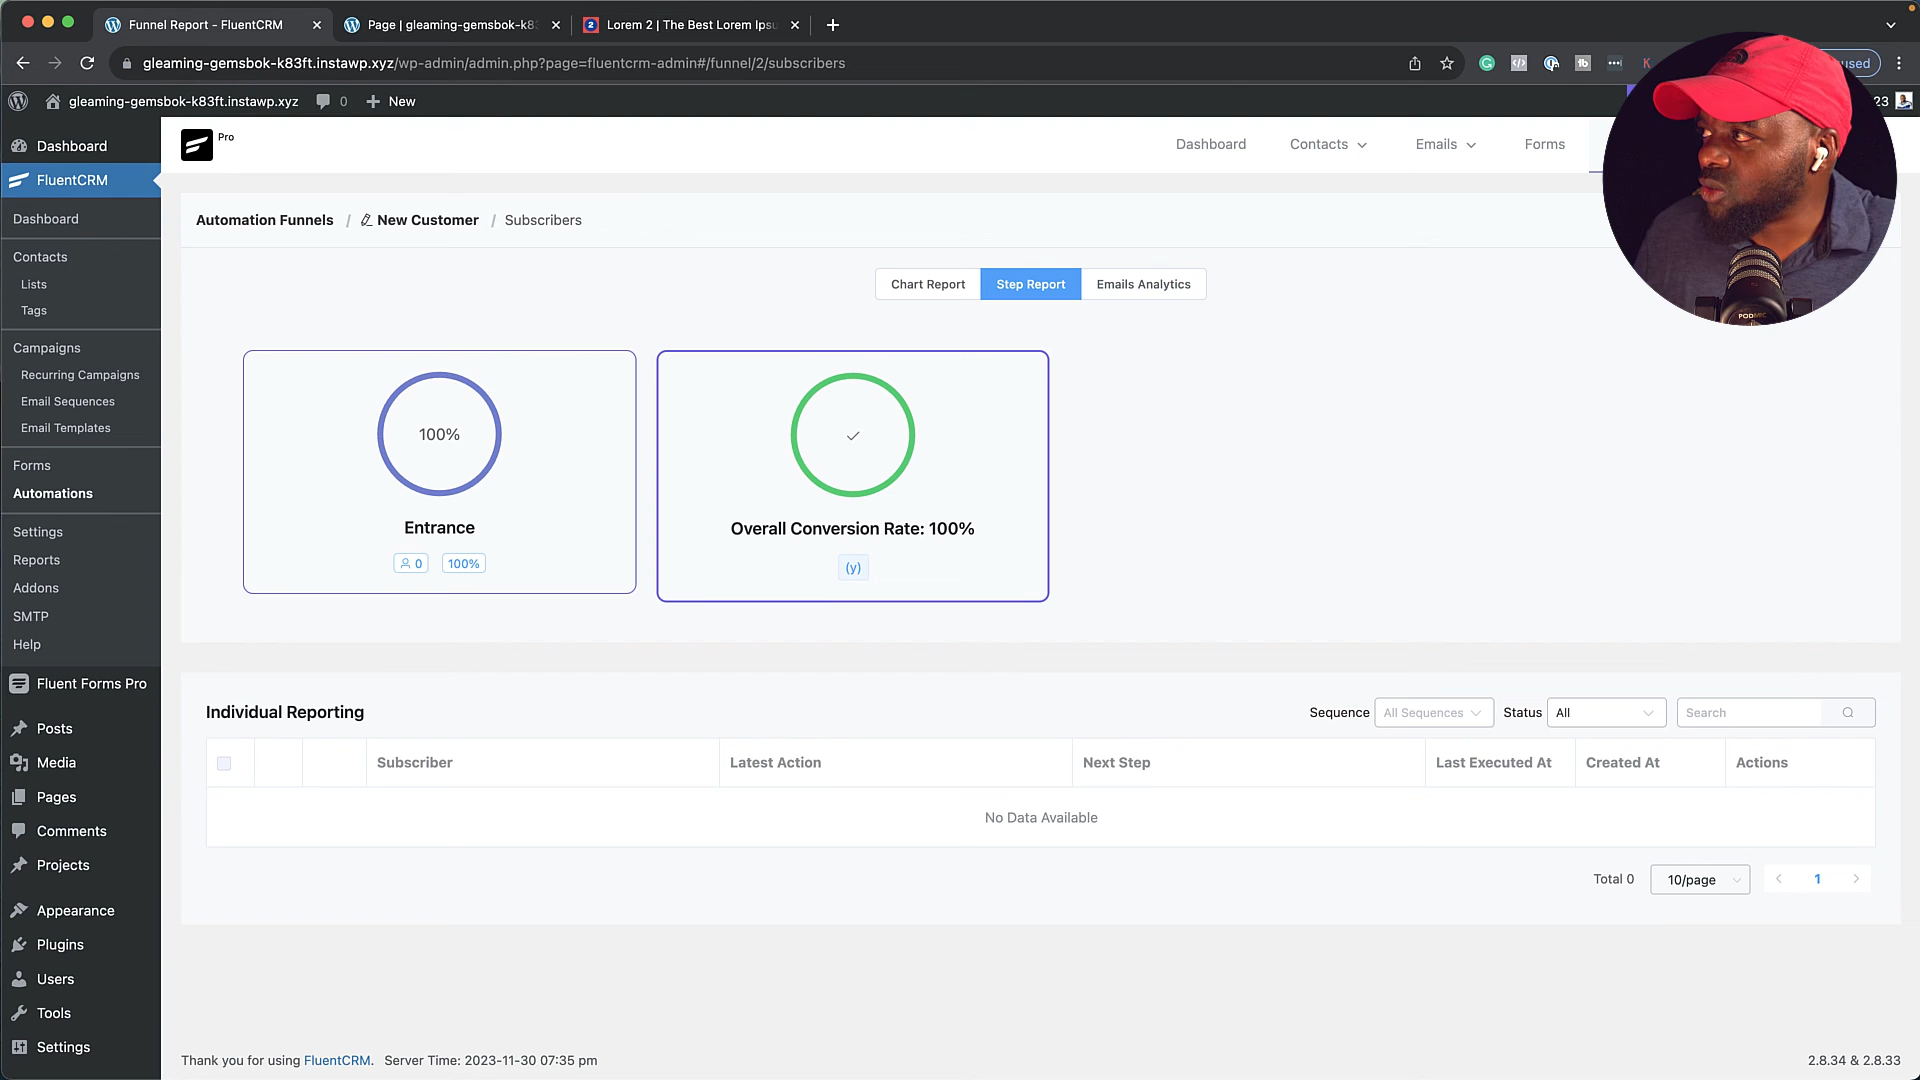 Funnel Report - FluentCRM
Page | gleaming-gemsbok-k83
Lorem 2 | The Best Lorem Ipsu
gleaming-gemsbok-k83ft.instawp.xyz/wp-admin/admin.php?page=fluentcrm-admin#/funnel/2/subscribers
gleaming-gemsbok-k83ft.instawp.xyz
0
New
23
Dashboard
FluentCRM
Dashboard
Contacts
Lists
Tags
Campaigns
Recurring Campaigns
Email Sequences
Email Templates
Forms
Automations
Settings
Reports
Addons
SMTP
Help
Fluent Forms Pro
Posts
Media
Pages
Comments
Projects
Appearance
Plugins
Users
Tools
Settings
Pro
Dashboard
Contacts
Emails
Forms
Automation Funnels / New Customer / Subscribers
Chart Report
Step Report
Emails Analytics
100%
Entrance
0
100%
Overall Conversion Rate: 100%
(y)
PODMIC
Individual Reporting
Sequence
All Sequences
Status
All
Search
Subscriber
Latest Action
Next Step
Last Executed At
Created At
Actions
No Data Available
Total 0
10/page
1
Thank you for using FluentCRM. Server Time: 2023-11-30 07:35 pm
2.8.34 & 2.8.33